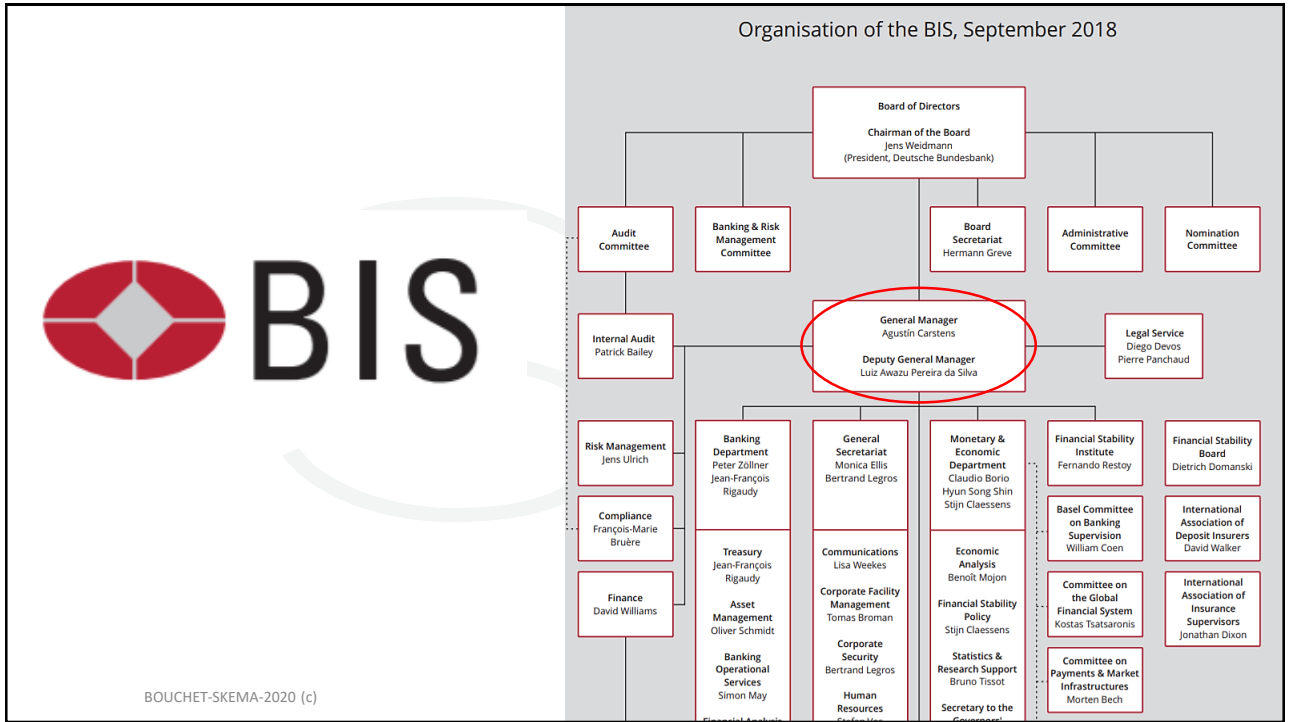 Organisation of the BIS, September 2018
BIS
Board of Directors
Chairman of the Board
Jens Weidmann
(President, Deutsche Bundesbank)
Audit
Committee
Banking & Risk
Management
Committee
Board
Secretariat
Hermann Greve
Administrative
Committee
Nomination
Committee
Internal Audit
Patrick Bailey
General Manager
Agustín Carstens
Deputy General Manager
Luiz Awazu Pereira da Silva
Legal Service
Diego Devos
Pierre Panchaud
Risk Management
Jens Ulrich
Compliance
François-Marie
Bruère
Finance
David Williams
Banking
Department
Peter Zöllner
Jean-François
Rigaudy
Treasury
Jean-François
Rigaudy
Asset
Management
Oliver Schmidt
Banking
Operational
Services
Simon May
Financial Analysis
General
Secretariat
Monica Ellis
Bertrand Legros
Communications
Lisa Weekes
Corporate Facility
Management
Tomas Broman
Corporate
Security
Bertrand Legros
Human
Resources
Monetary &
Economic
Department
Claudio Borio
Hyun Song Shin
Stijn Claessens
Economic
Analysis
Benoît Mojon
Financial Stability
Policy
Stijn Claessens
Statistics &
Research Support
Bruno Tissot
Secretary to the
Governors'
Financial Stability
Institute
Fernando Restoy
Basel Committee
on Banking
Supervision
William Coen
Committee on
the Global
Financial System
Kostas Tsatsaronis
Committee on
Payments & Market
Infrastructures
Morten Bech
Financial Stability
Board
Dietrich Domanski
International
Association of
Deposit Insurers
David Walker
International
Association of
Insurance
Supervisors
Jonathan Dixon
BOUCHET-SKEMA-2020 (c)